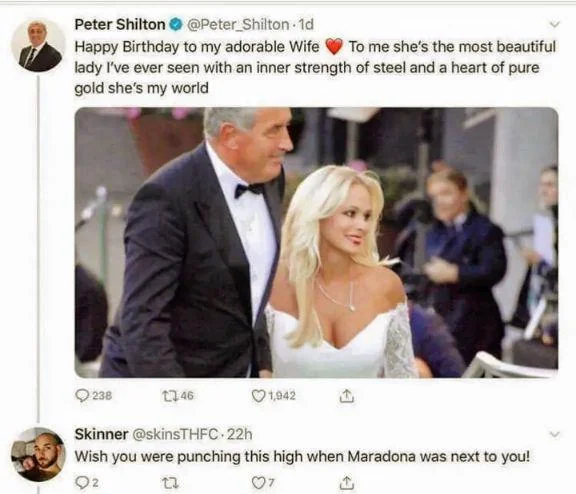 Peter Shilton @Peter_Shilton · 1d
Happy Birthday to my adorable Wife ❤️ To me she's the most beautiful
lady I've ever seen with an inner strength of steel and a heart of pure
gold she's my world
238 46 1,942
Skinner @skinsTHFC · 22h
Wish you were punching this high when Maradona was next to you!
2 7